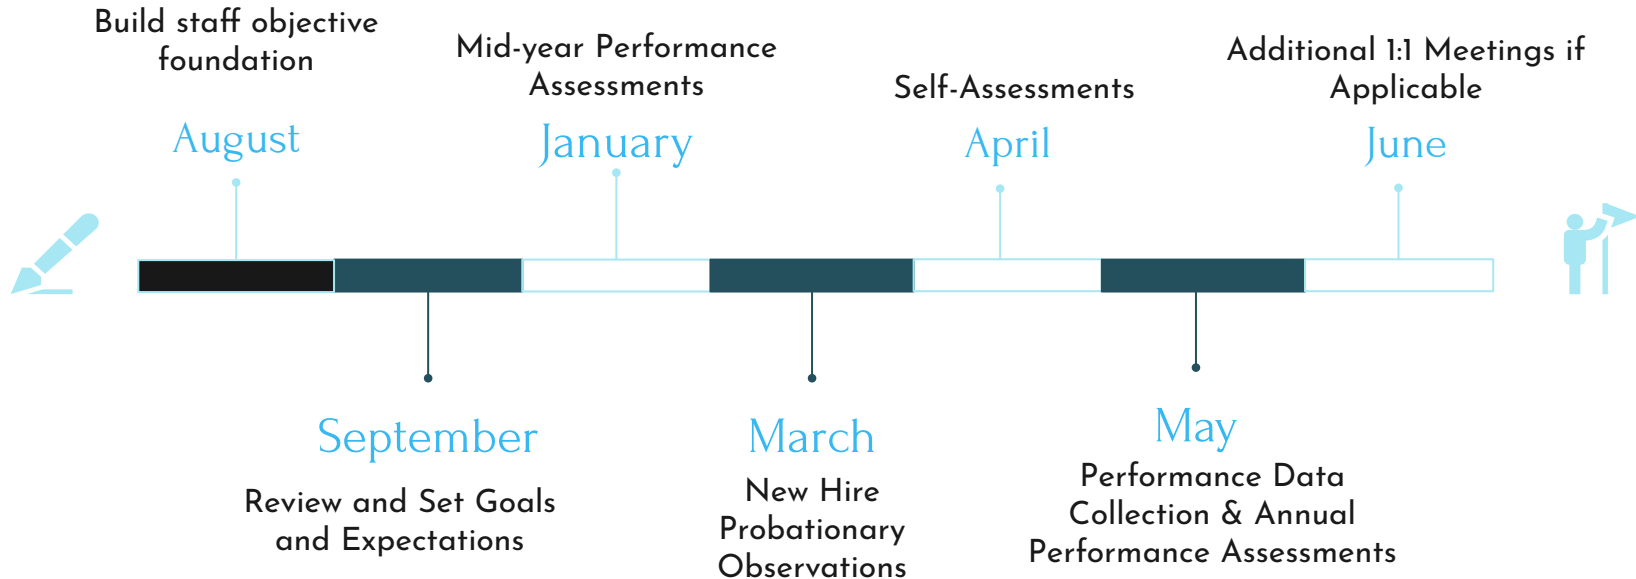 Build staff objective
foundation
August
Mid-year Performance
Assessments
January
Self-Assessments
April
Additional 1:1 Meetings if
Applicable
June
September
Review and Set Goals
and Expectations
March
New Hire
Probationary
Observations
May
Performance Data
Collection & Annual
Performance Assessments